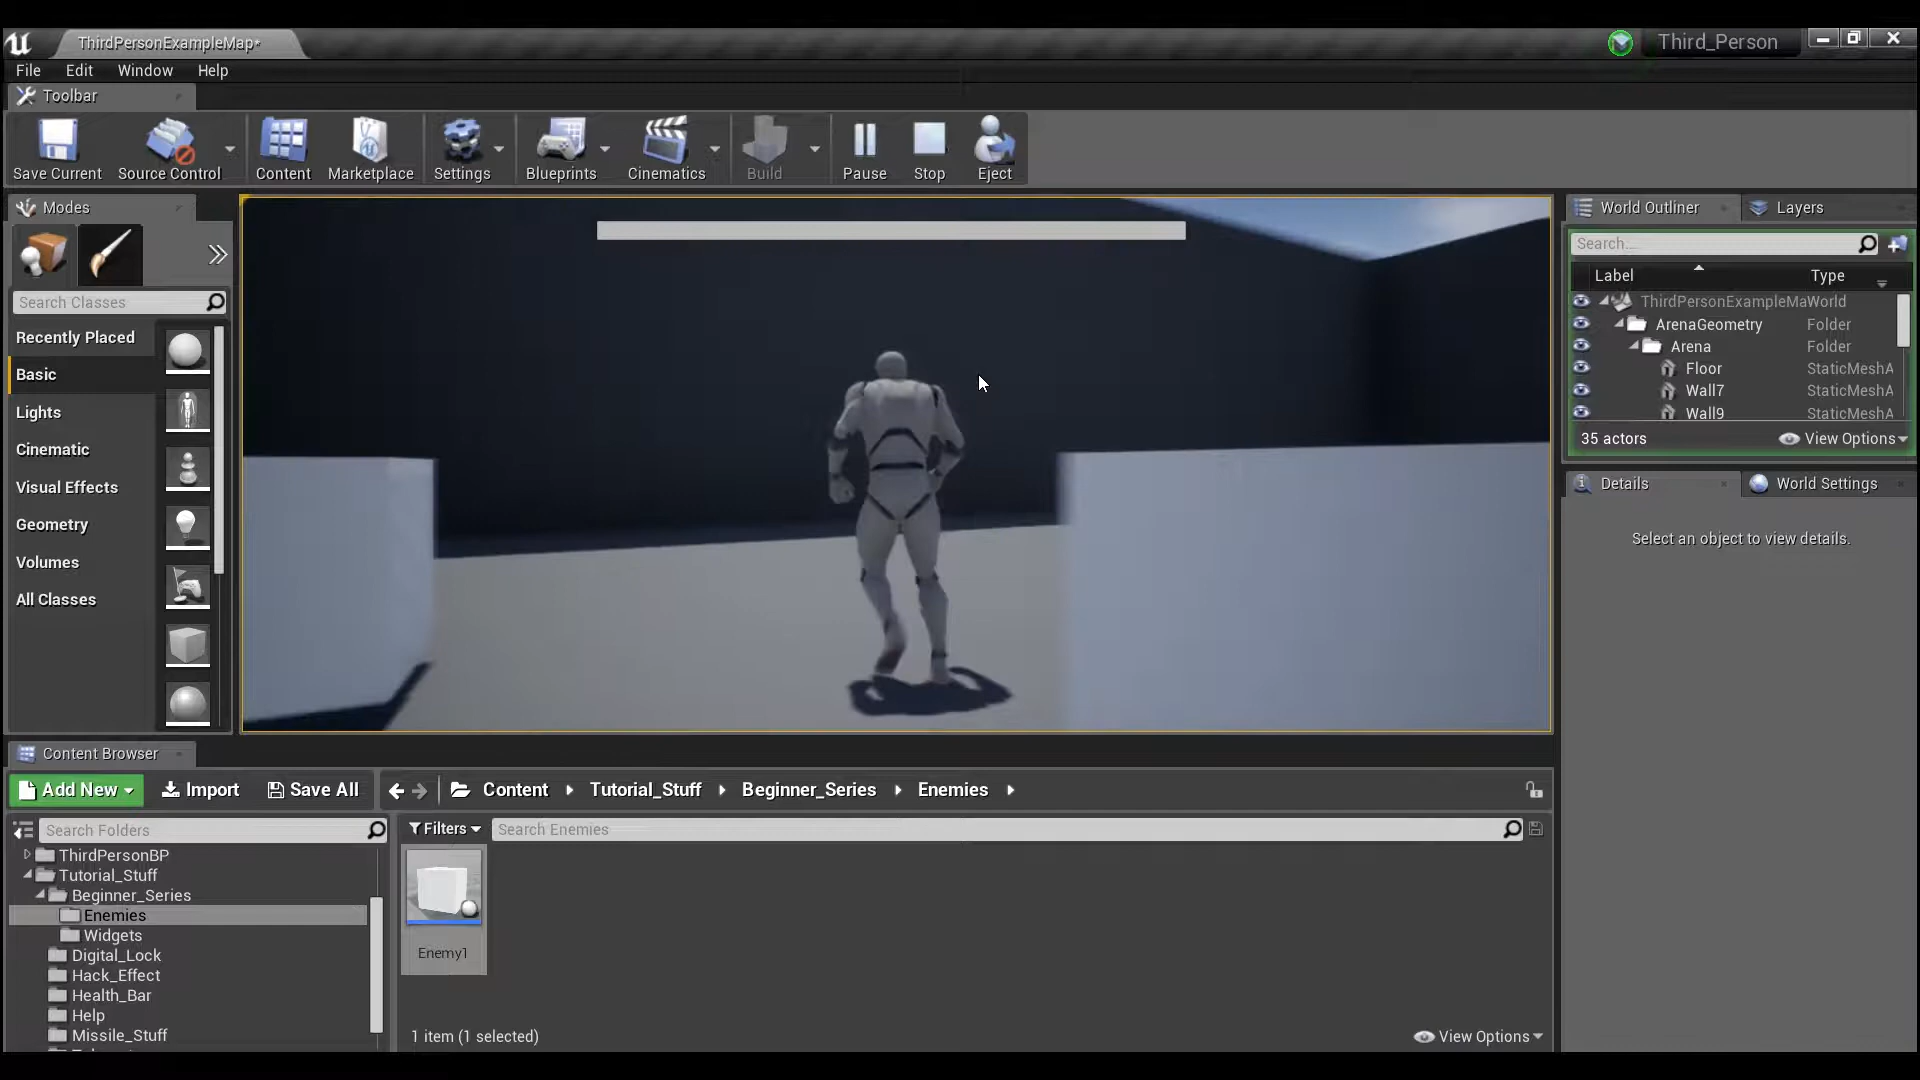 ThirdPersonExampleMap*
Third_Person
File Edit Window Help
Toolbar
Save Current Source Control Content Marketplace Settings Blueprints Cinematics Build Pause Stop Eject
Modes
Search Classes
Recently Placed
Basic
Lights
Cinematic
Visual Effects
Geometry
Volumes
All Classes
World Outliner Layers
Search...
Label Type
ThirdPersonExampleMa World
ArenaGeometry Folder
Arena Folder
Floor StaticMeshA
Wall7 StaticMeshA
Wall9 StaticMeshA
35 actors View Options
Details World Settings
Select an object to view details.
Content Browser
Add New Import Save All Content Tutorial_Stuff Beginner_Series Enemies
Search Folders
Filters Search Enemies
ThirdPersonBP
Tutorial_Stuff
Beginner_Series
Enemies
Widgets
Digital_Lock
Hack_Effect
Health_Bar
Help
Missile_Stuff
Enemy1
1 item (1 selected) View Options